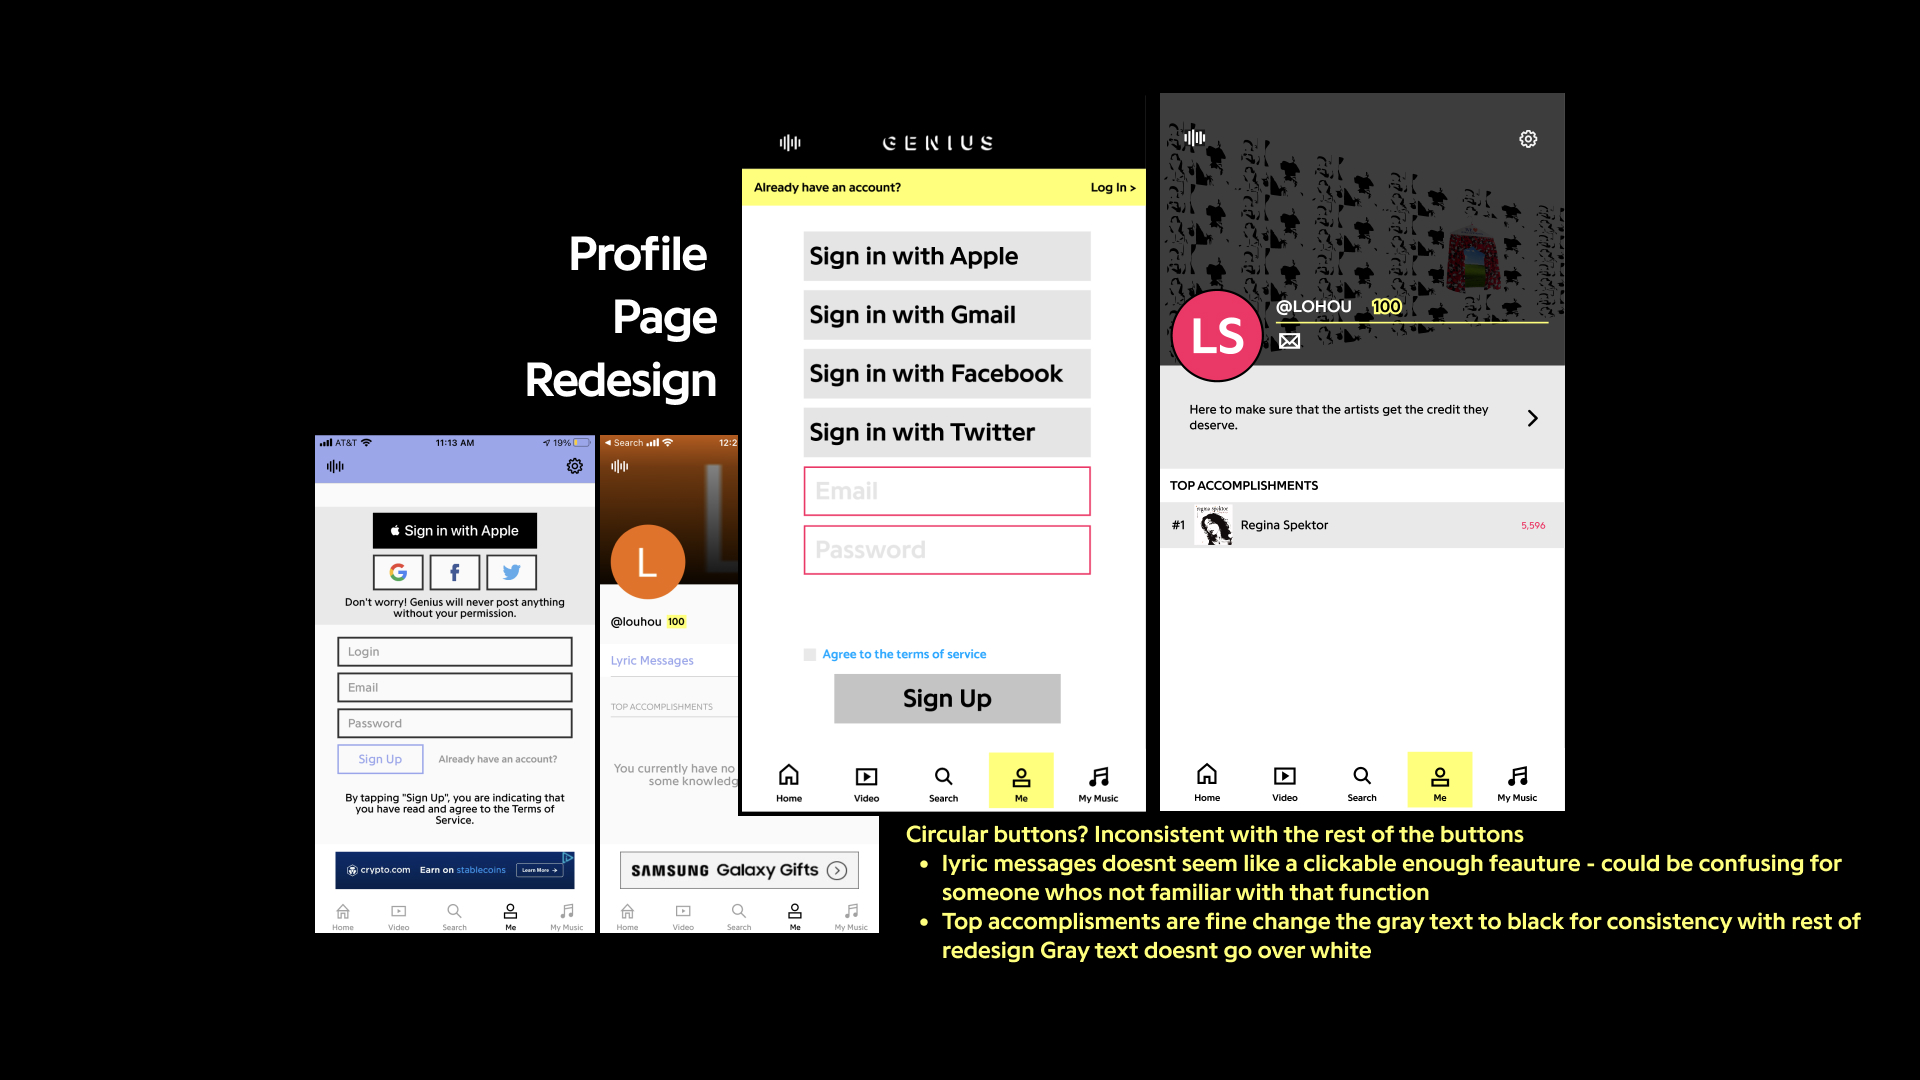 Profile
Page
Redesign
AT&T
11:13 AM
19%
Sign in with Apple
G
f
Don't worry! Genius will never post anything
without your permission.
Login
Email
Password
Sign Up
Already have an account?
By tapping "Sign Up", you are indicating that
you have read and agree to the Terms of
Service.
crypto.com Earn on stablecoins Learn More →
Home Video Search Me My Music
Search
12:2
L
@louhou 100
Lyric Messages
TOP ACCOMPLISHMENTS
You currently have no
some knowledg
SAMSUNG Galaxy Gifts
Home Video Search Me My Music
GENIUS
Already have an account? Log In >
Sign in with Apple
Sign in with Gmail
Sign in with Facebook
Sign in with Twitter
Email
Password
Agree to the terms of service
Sign Up
Home Video Search Me My Music
@LOHOU 100
LS
Here to make sure that the artists get the credit they
deserve.
TOP ACCOMPLISHMENTS
#1 regina spektor Regina Spektor 5,596
Home Video Search Me My Music
Circular buttons? Inconsistent with the rest of the buttons
• lyric messages doesnt seem like a clickable enough feauture - could be confusing for
someone whos not familiar with that function
• Top accomplisments are fine change the gray text to black for consistency with rest of
redesign Gray text doesnt go over white